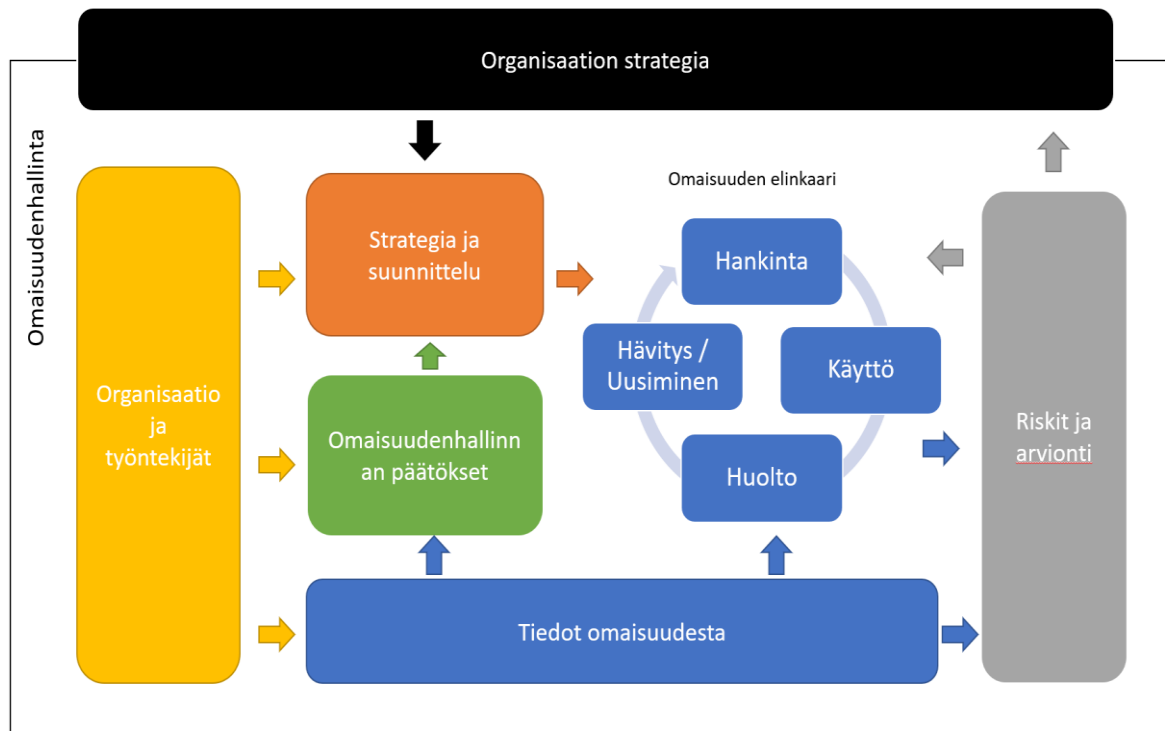 Organisaation strategia
Omaisuudenhallinta
Omaisuuden elinkaari
Strategia ja
suunnittelu
Hankinta
Hävitys /
Uusiminen
Käyttö
Organisaatio
ja
työntekijät
Omaisuudenhallinn
an päätökset
Riskit ja
arvionti
Huolto
Tiedot omaisuudesta